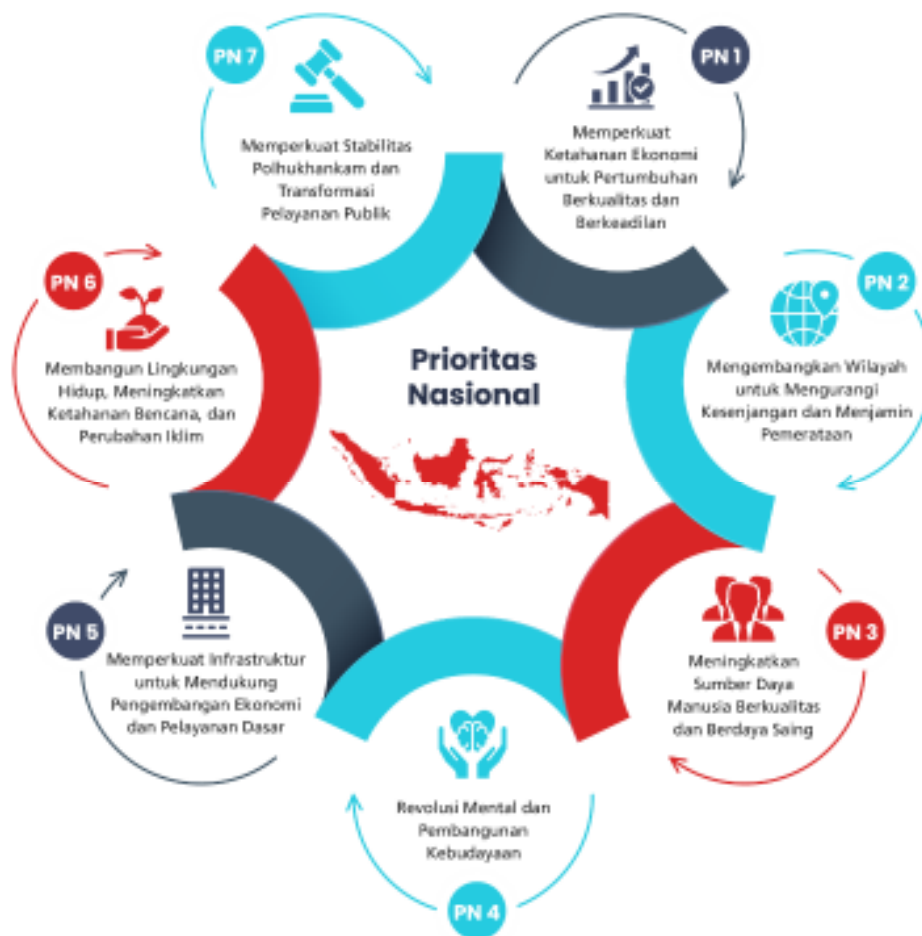 Prioritas
Nasional
PN 1
Memperkuat
Ketahanan Ekonomi
untuk Pertumbuhan
Berkualitas dan
Berkeadilan
PN 2
Mengembangkan Wilayah
untuk Mengurangi
Kesenjangan dan Menjamin
Pemerataan
PN 3
Meningkatkan
Sumber Daya
Manusia Berkualitas
dan Berdaya Saing
PN 4
Revolusi Mental dan
Pembangunan
Kebudayaan
PN 5
Memperkuat Infrastruktur
untuk Mendukung
Pengembangan Ekonomi
dan Pelayanan Dasar
PN 6
Membangun Lingkungan
Hidup, Meningkatkan
Ketahanan Bencana, dan
Perubahan Iklim
PN 7
Memperkuat Stabilitas
Polhukhankam dan
Transformasi
Pelayanan Publik